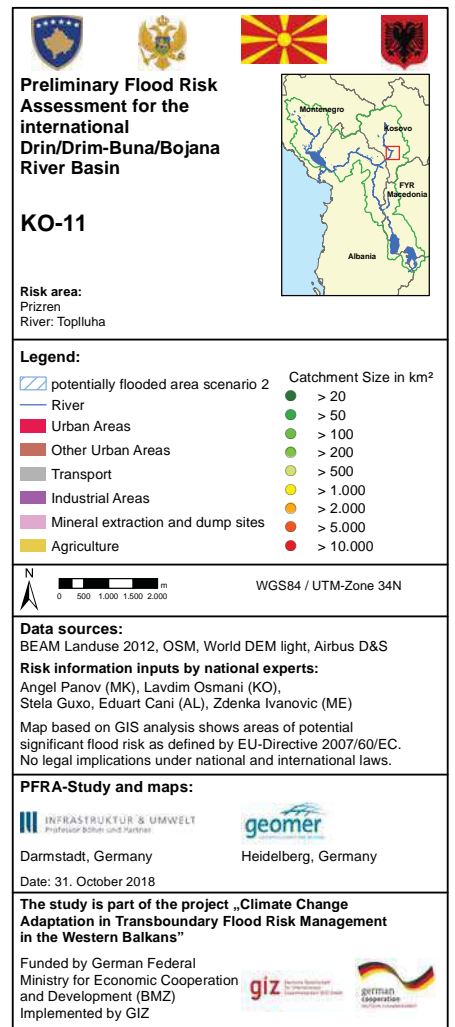 Preliminary Flood Risk
Assessment for the
international
Drin/Drim-Buna/Bojana
River Basin
KO-11
Risk area:
Prizren
River: Toplluha
Montenegro
Kosovo
FYR
Macedonia
Albania
Legend:
potentially flooded area scenario 2
River
Urban Areas
Other Urban Areas
Transport
Industrial Areas
Mineral extraction and dump sites
Agriculture
Catchment Size in km²
> 20
> 50
> 100
> 200
> 500
> 1.000
> 2.000
> 5.000
> 10.000
N
m
0 500 1.000 1.500 2.000
WGS84 / UTM-Zone 34N
Data sources:
BEAM Landuse 2012, OSM, World DEM light, Airbus D&S
Risk information inputs by national experts:
Angel Panov (MK), Lavdim Osmani (KO),
Stela Guxo, Eduart Cani (AL), Zdenka Ivanovic (ME)
Map based on GIS analysis shows areas of potential
significant flood risk as defined by EU-Directive 2007/60/EC.
No legal implications under national and international laws.
PFRA-Study and maps:
INFRASTRUKTUR & UMWELT
Professor Böhm und Partner
Darmstadt, Germany
geomer
Heidelberg, Germany
Date: 31. October 2018
The study is part of the project „Climate Change
Adaptation in Transboundary Flood Risk Management
in the Western Balkans”
Funded by German Federal
Ministry for Economic Cooperation
and Development (BMZ)
Implemented by GIZ
giz
Deutsche Gesellschaft
für Internationale
Zusammenarbeit (GIZ) GmbH
german
cooperation